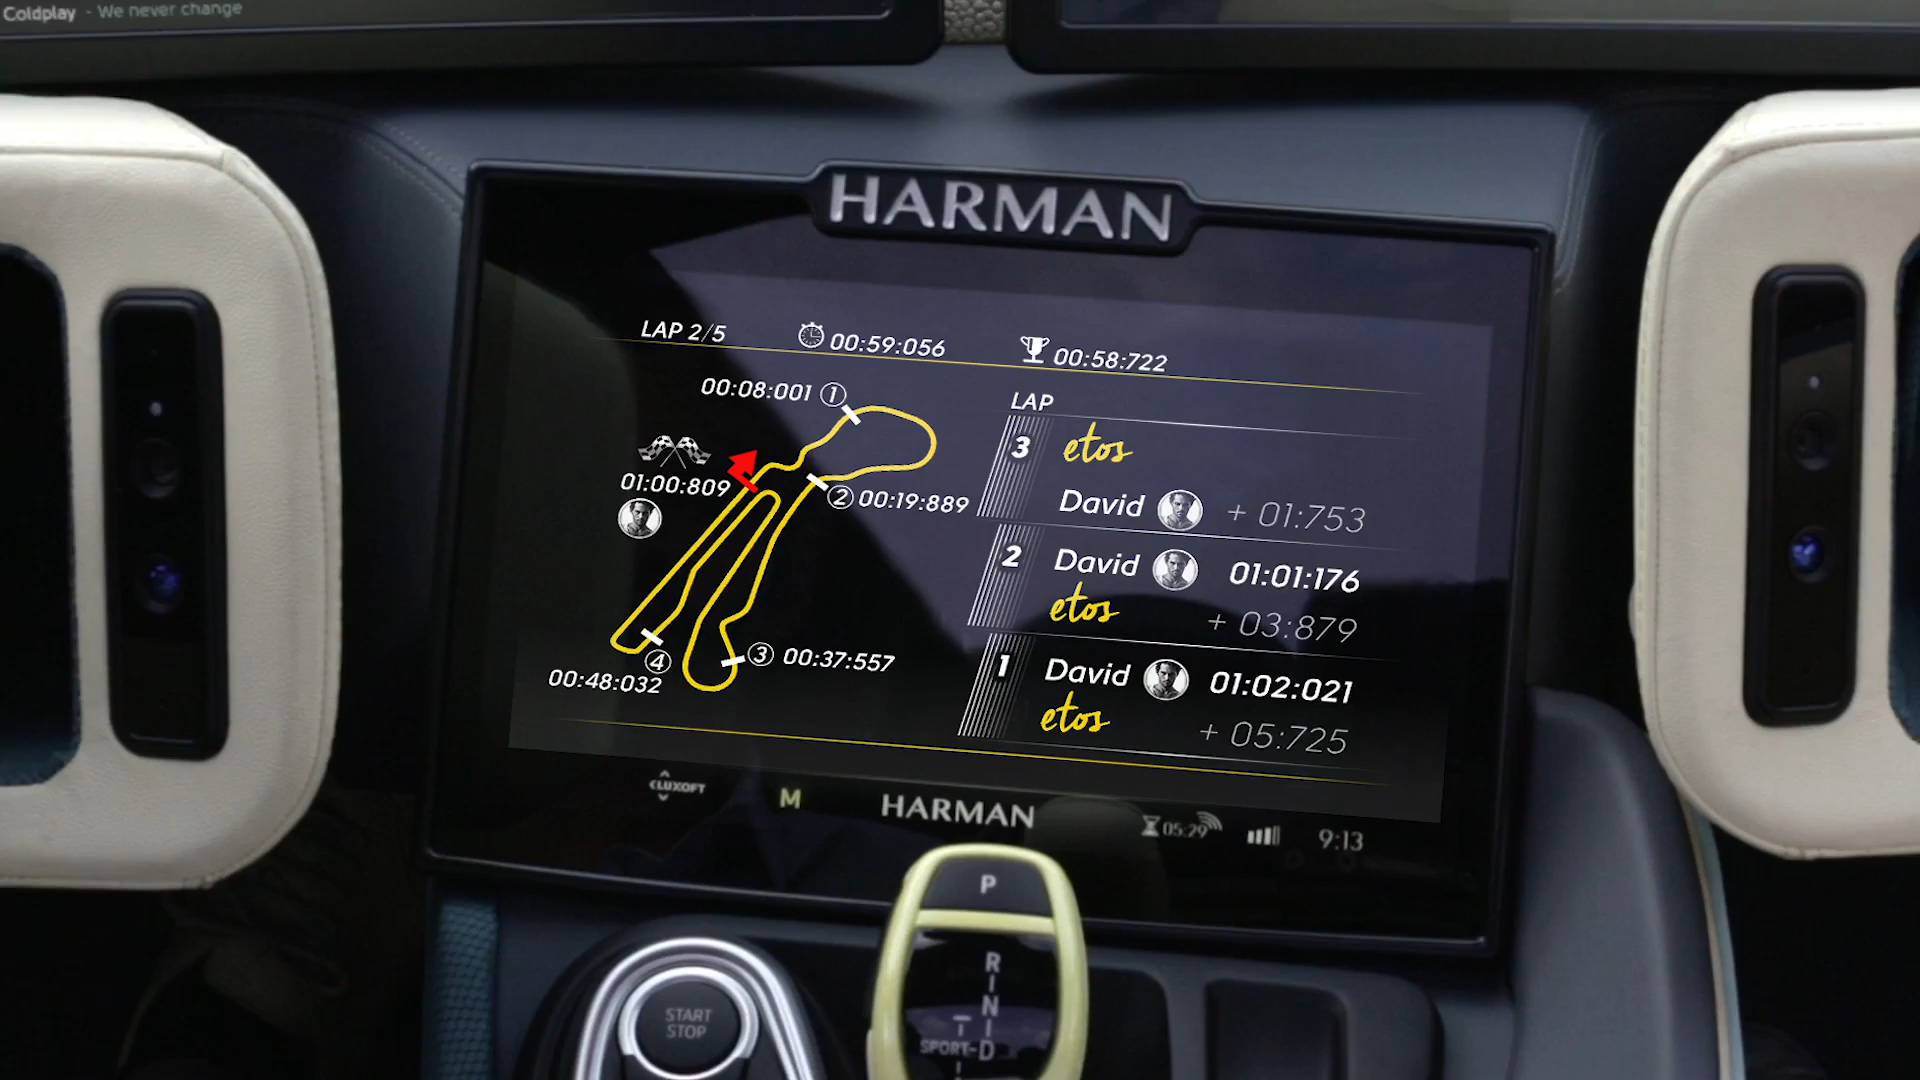 Coldplay - We never change
HARMAN
LAP 2/5
00:59:056
00:58:722
00:08:001 1
01:00:809
2 00:19:889
3 00:37:557
4
00:48:032
LAP
3 etos
David + 01:753
2 David 01:01:176
etos + 03:879
1 David 01:02:021
etos + 05:725
LUXOFT
M
HARMAN
05:29
9:13
P
R
N
SPORT-D
START
STOP